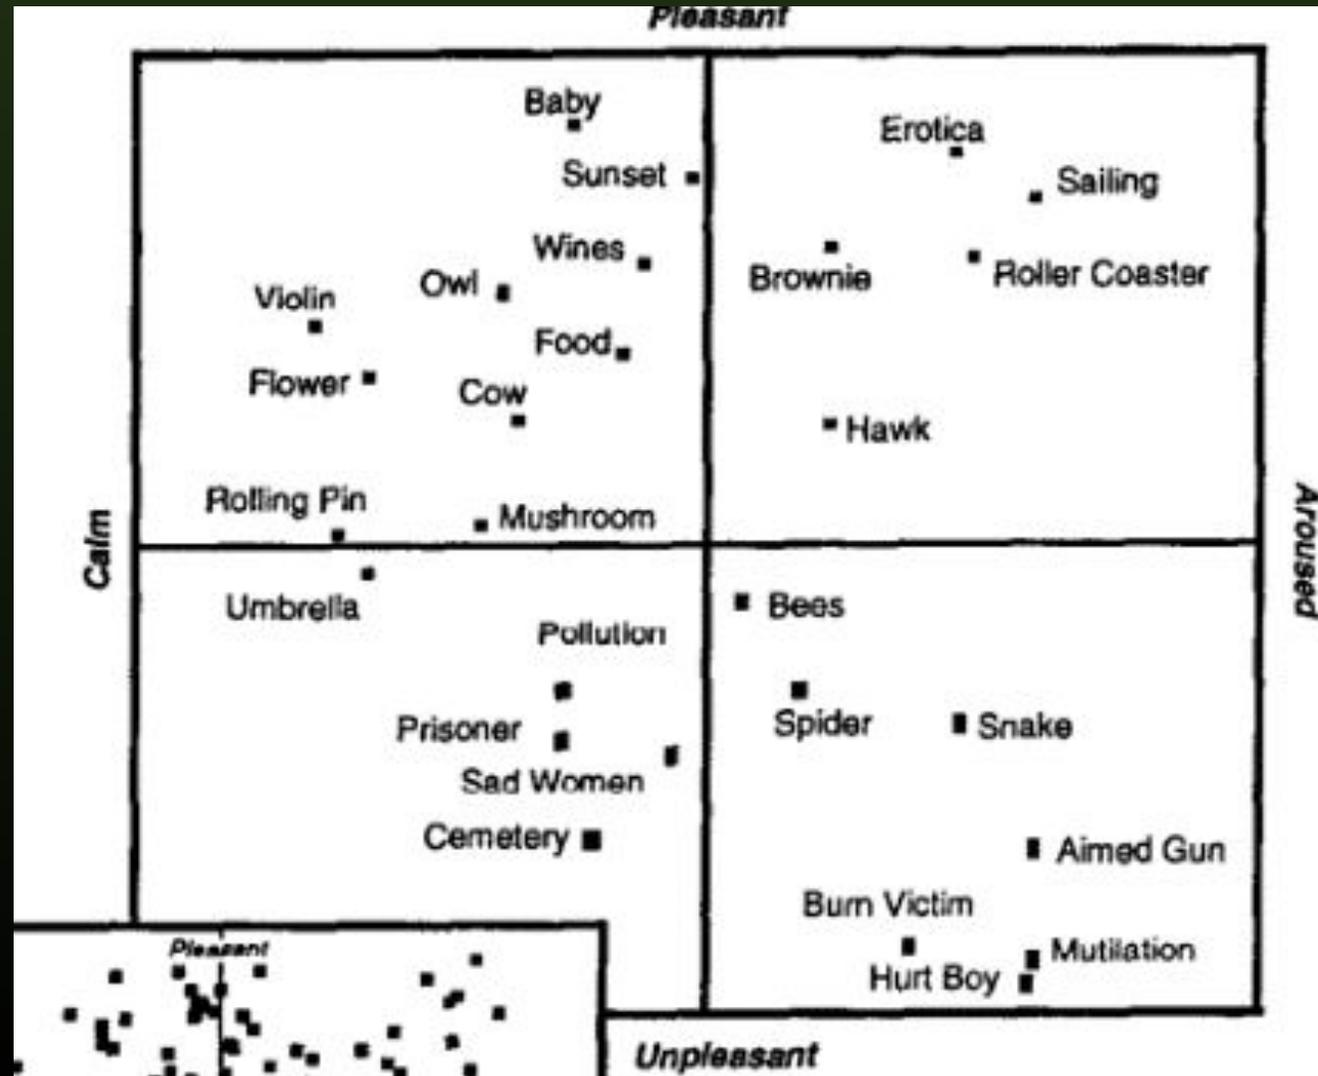 Pleasant
Baby
Erotica
Sunset
Sailing
Wines
Brownie
Roller Coaster
Owl
Violin
Food
Flower
Cow
Hawk
Rolling Pin
Mushroom
Calm
Aroused
Umbrella
Bees
Pollution
Prisoner
Spider
Snake
Sad Women
Cemetery
Aimed Gun
Burn Victim
Mutilation
Hurt Boy
Pleasant
Unpleasant